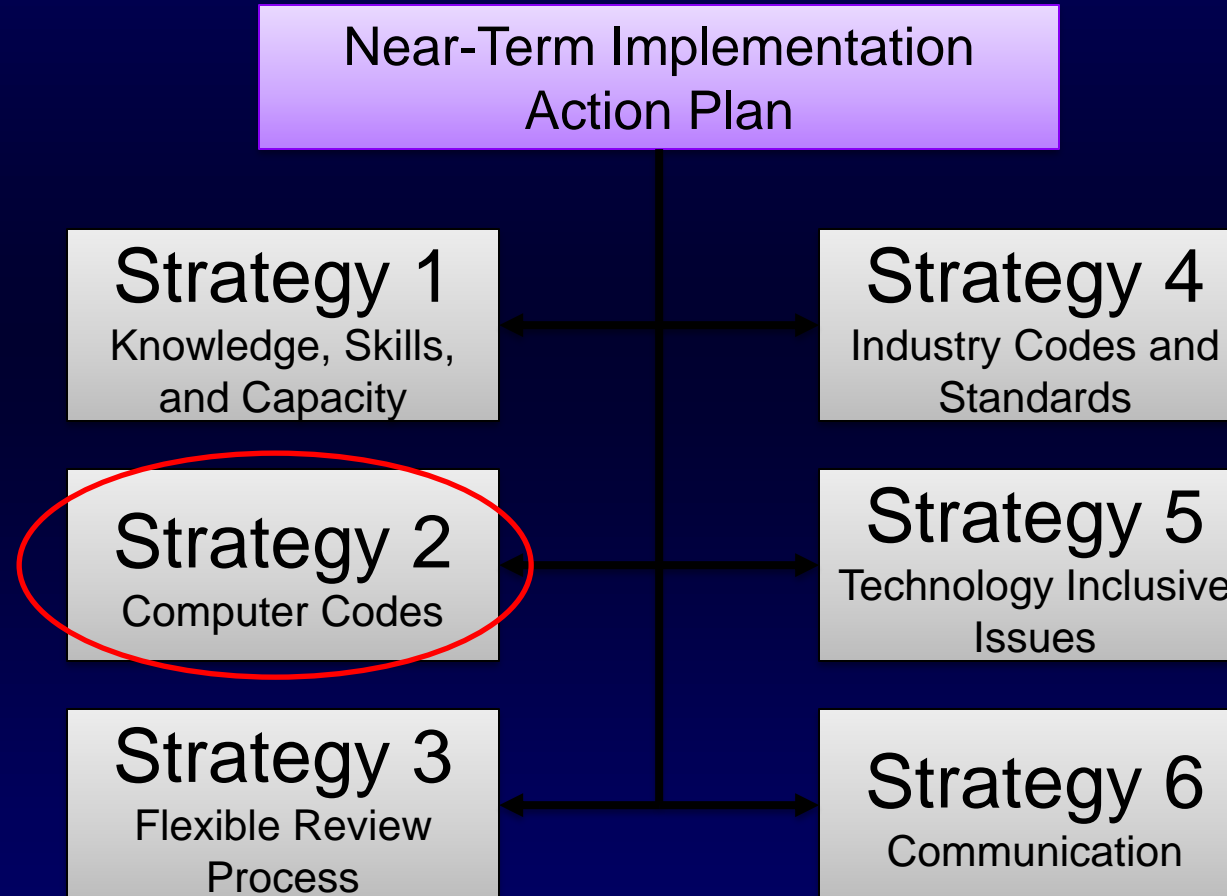 Near-Term Implementation
Action Plan
Strategy 1
Knowledge, Skills,
and Capacity
Strategy 2
Computer Codes
Strategy 3
Flexible Review
Process
Strategy 4
Industry Codes and
Standards
Strategy 5
Technology Inclusive
Issues
Strategy 6
Communication